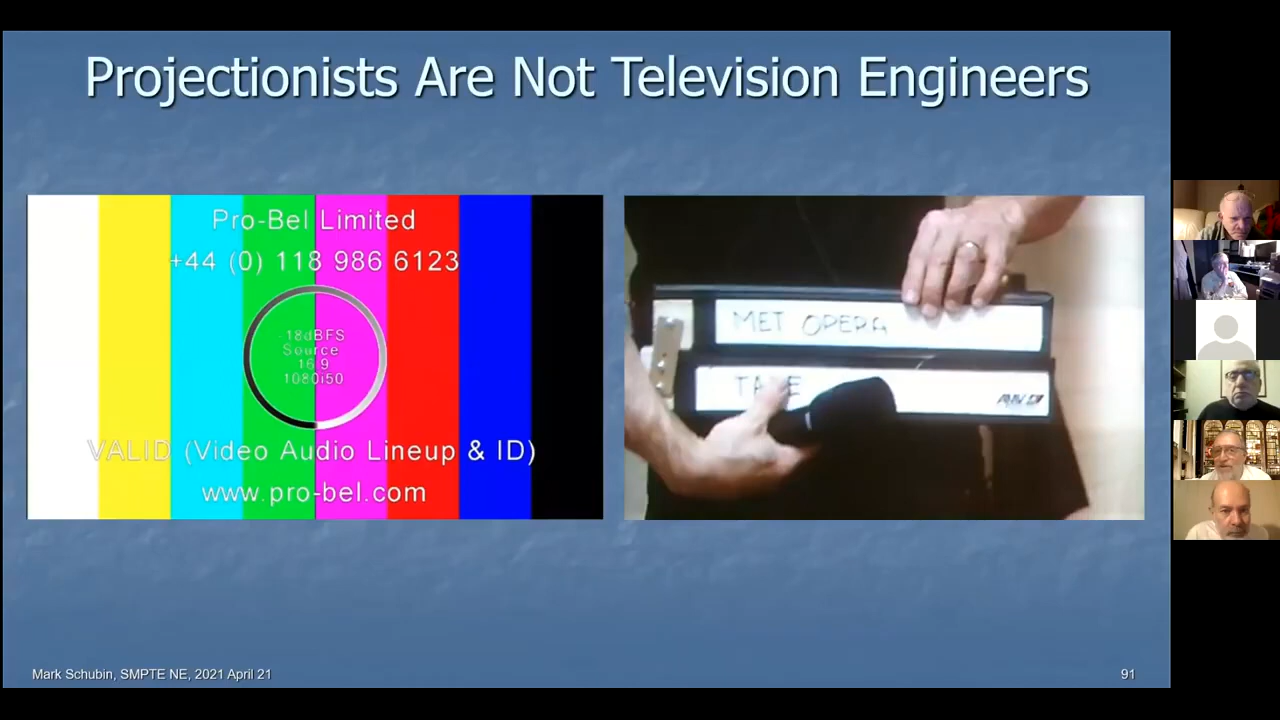 Projectionists Are Not Television Engineers
Pro-Bel Limited
+44 (0) 118 986 6123
-18dBFS
Source
16:9
1080i50
VALID (Video Audio Lineup & ID)
www.pro-bel.com
MET OPERA
Mark Schubin, SMPTE NE, 2021 April 21
91